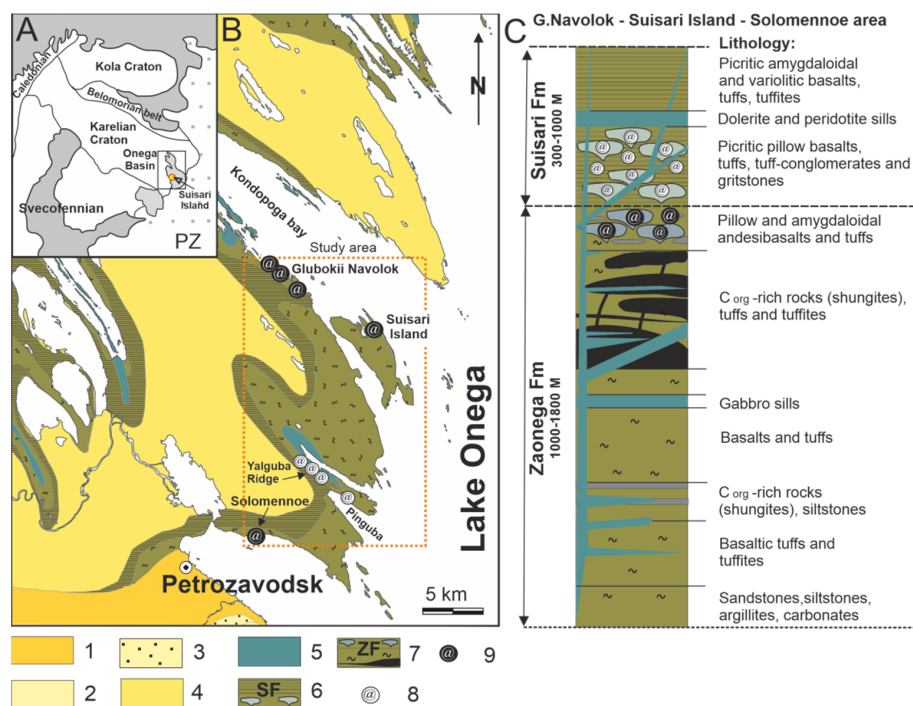 A
B
C
G.Navolok - Suisari Island - Solomennoe area
Caledonian
Kola Craton
Belomorian belt
Karelian
Craton
Onega
Basin
Suisari
Island
Svecofennian
PZ
N
Kondopoga bay
Study area
Glubokii Navolok
@
@
@
@
Suisari
Island
Lake Onega
Yalguba
Ridge
@
@
@
@
Pinguba
Solomennoe
@
Petrozavodsk
5 km
Suisari Fm
300-1000 M
Zaonega Fm
1000-1800 M
@ @ @ @ @ @ @ @
@ @ @ @
Lithology:
Picritic amygdaloidal
and variolitic basalts,
tuffs, tuffites
Dolerite and peridotite sills
Picritic pillow basalts,
tuffs, tuff-conglomerates and
gritstones
Pillow and amygdaloidal
andesibasalts and tuffs
C org -rich rocks (shungites),
tuffs and tuffites
Gabbro sills
Basalts and tuffs
C org -rich rocks
(shungites), siltstones
Basaltic tuffs and
tuffites
Sandstones,siltstones,
argillites, carbonates
1
3
5
ZF 7
@ 9
2
4
SF 6
@ 8